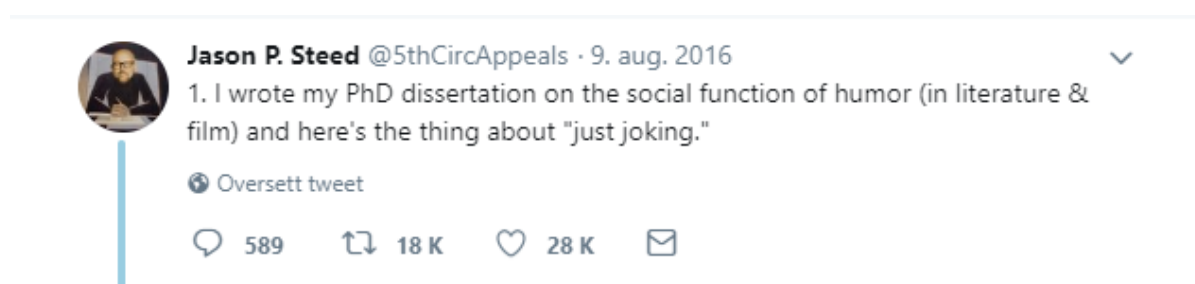 Jason P. Steed @5thCircAppeals · 9. aug. 2016
1. I wrote my PhD dissertation on the social function of humor (in literature &
film) and here's the thing about "just joking."
Oversett tweet
589 18 K 28 K